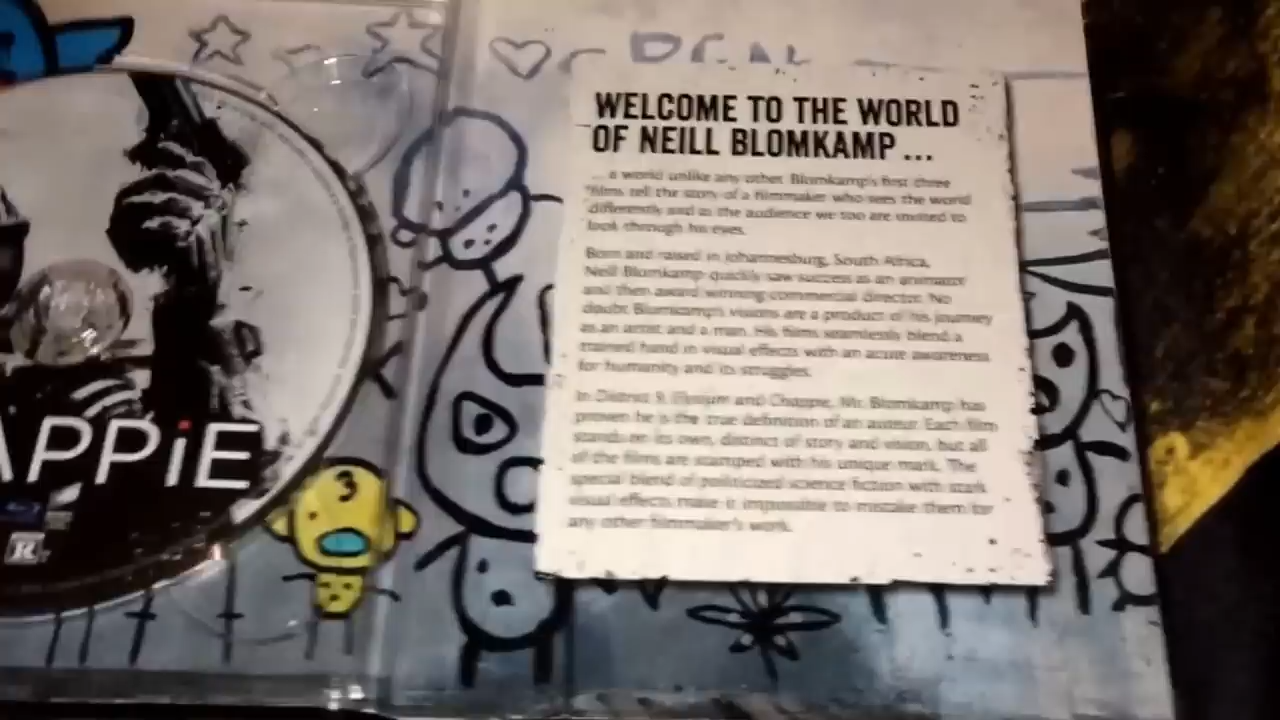 WELCOME TO THE WORLD
OF NEILL BLOMKAMP ...
... a world unlike any other. Blomkamp's first three
films tell the story of a filmmaker who sees the world
differently and as the audience we too are invited to
look through his eyes.
Born and raised in Johannesburg, South Africa,
Neill Blomkamp quickly saw success as an animator
and then award winning commercial director. No
doubt Blomkamp's visions are a product of his journey
as an artist and a man. His films seamlessly blend a
trained hand in visual effects with an acute awareness
for humanity and its struggles.
In District 9, Elysium and Chappie, Mr. Blomkamp has
proven he is the true definition of an auteur. Each film
stands on its own, distinct of story and vision, but all
of the films are stamped with his unique mark. The
special blend of politicized science fiction with stark
visual effects make it impossible to mistake them for
any other filmmaker's work.
APPiE
R
3